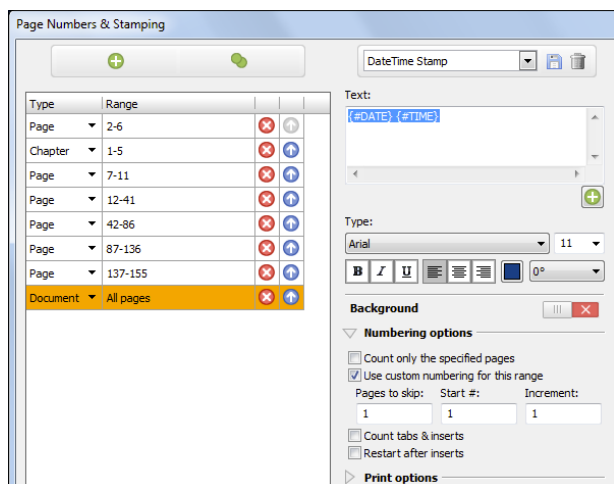 Page Numbers & Stamping
DateTime Stamp
Type Range
Page 2-6
Chapter 1-5
Page 7-11
Page 12-41
Page 42-86
Page 87-136
Page 137-155
Document All pages
Text:
{#DATE} {#TIME}
Type:
Arial 11
B I U 0°
Background
Numbering options
Count only the specified pages
Use custom numbering for this range
Pages to skip: Start #: Increment:
1 1 1
Count tabs & inserts
Restart after inserts
Print options